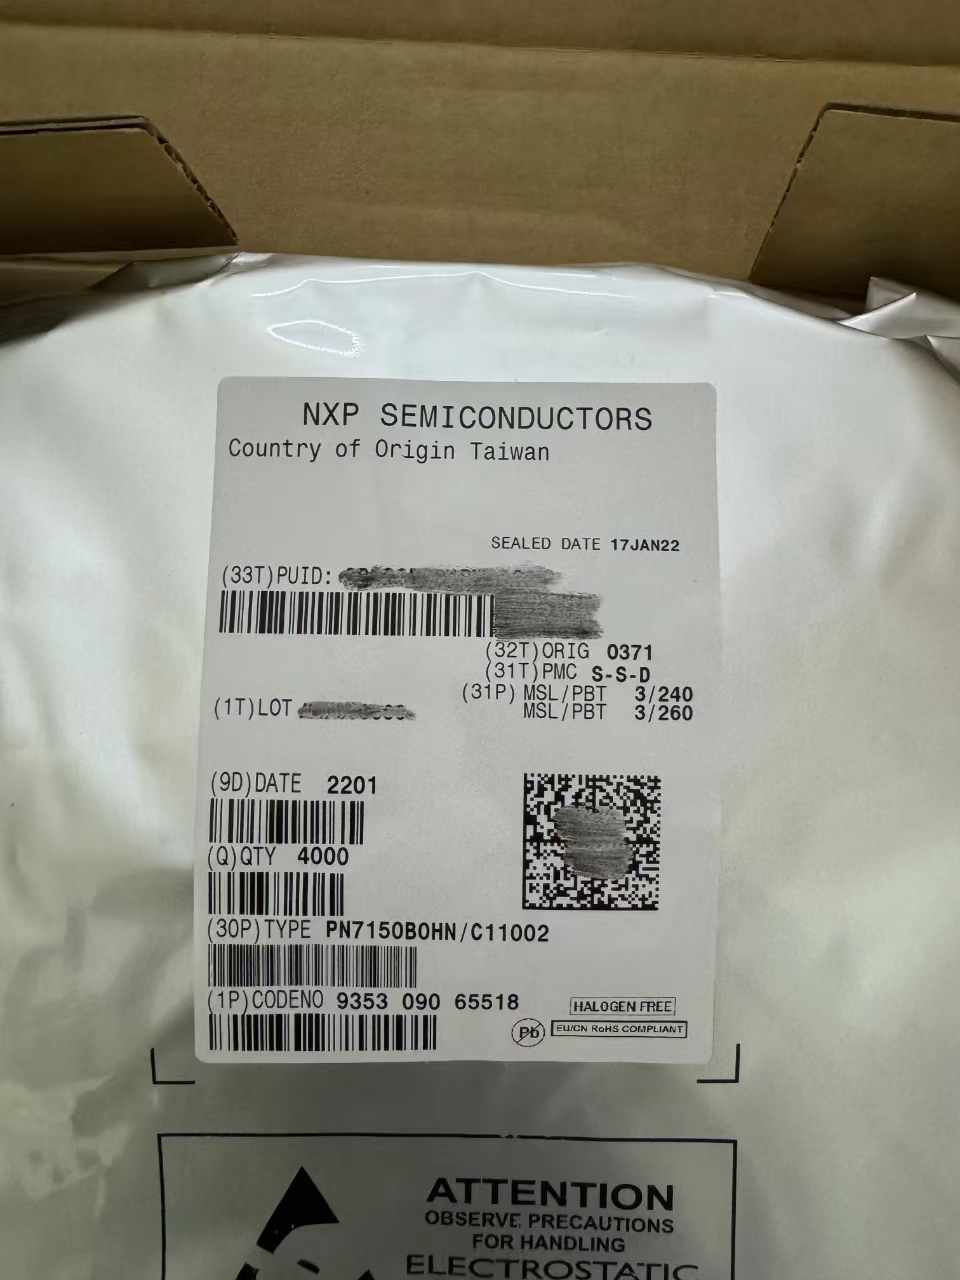 NXP SEMICONDUCTORS
Country of Origin Taiwan
SEALED DATE 17JAN22
(33T)PUID:
(32T)ORIG 0371
(31T)PMC S-S-D
(31P) MSL/PBT 3/240
MSL/PBT 3/260
(1T)LOT
(9D)DATE 2201
(Q)QTY 4000
(30P)TYPE PN7150B0HN/C11002
(1P)CODENO 9353 090 65518
HALOGEN FREE
Pb
EU/CN RoHS COMPLIANT
ATTENTION
OBSERVE PRECAUTIONS
FOR HANDLING
ELECTROSTATIC